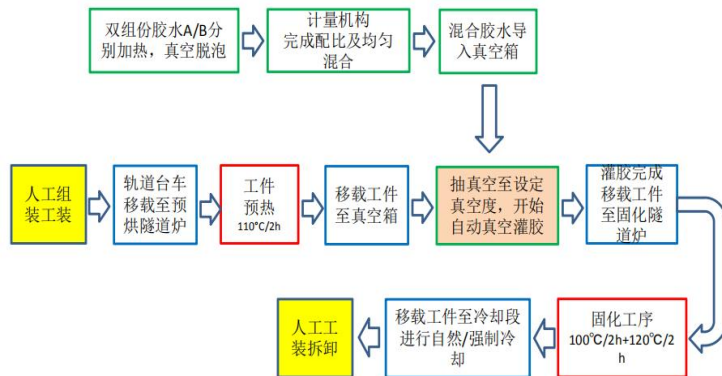 双组份胶水A/B分
别加热，真空脱泡
计量机构
完成配比及均匀
混合
混合胶水导
入真空箱
人工组
装工装
轨道台车
移载至预
烘隧道炉
工件
预热
110°C/2h
移载工件
至真空箱
抽真空至设定
真空度，开始
自动真空灌胶
灌胶完成
移载工件
至固化隧
道炉
人工工
装拆卸
移载工件至冷却段
进行自然/强制冷
却
固化工序
100℃/2h+120℃/2
h